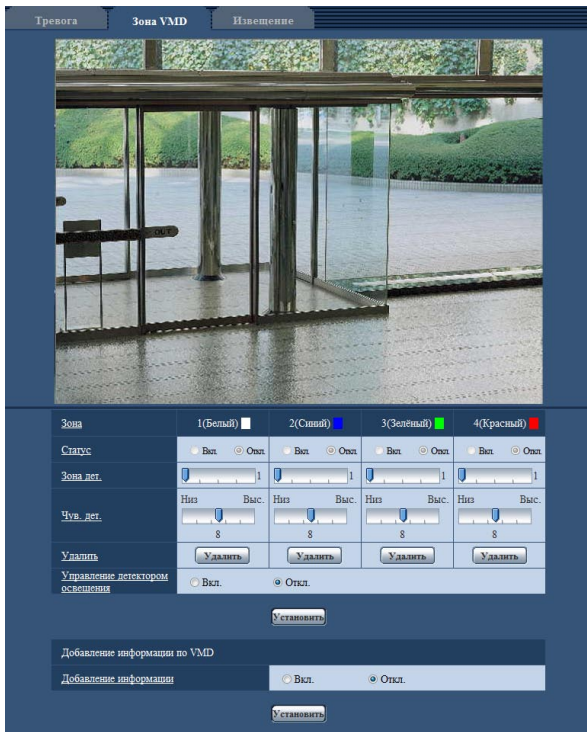 Тревога Зона VMD Извещение
OUT
Зона 1(Белый) 2(Синий) 3(Зелёный) 4(Красный)
Статус Вкл Откл Вкл Откл Вкл Откл Вкл Откл
Зона дет. 1 1 1 1
Низ Выс. Низ Выс. Низ Выс. Низ Выс.
Чув. дет.
8 8 8 8
Удалить Удалить Удалить Удалить Удалить
Управление детектором
освещения Вкл. Откл.
Установить
Добавление информации по VMD
Добавление информации Вкл. Откл.
Установить